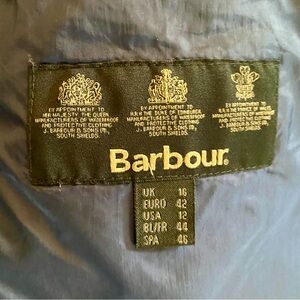 BY APPOINTMENT TO
HER MAJESTY THE QUEEN
MANUFACTURERS OF WATERPROOF
AND PROTECTIVE CLOTHING
J. BARBOUR & SONS LTD
SOUTH SHIELDS.
BY APPOINTMENT TO
H.R.H. THE DUKE OF EDINBURGH
MANUFACTURERS OF WATERPROOF
AND PROTECTIVE CLOTHING
J. BARBOUR & SONS LTD
SOUTH SHIELDS.
BY APPOINTMENT TO
H.R.H. THE PRINCE OF WALES
MANUFACTURERS OF WATERPROOF
AND PROTECTIVE CLOTHING
J. BARBOUR & SONS LTD
SOUTH SHIELDS.
Barbour.
UK 16
EURO 42
USA 12
BL/FR 44
SPA 46